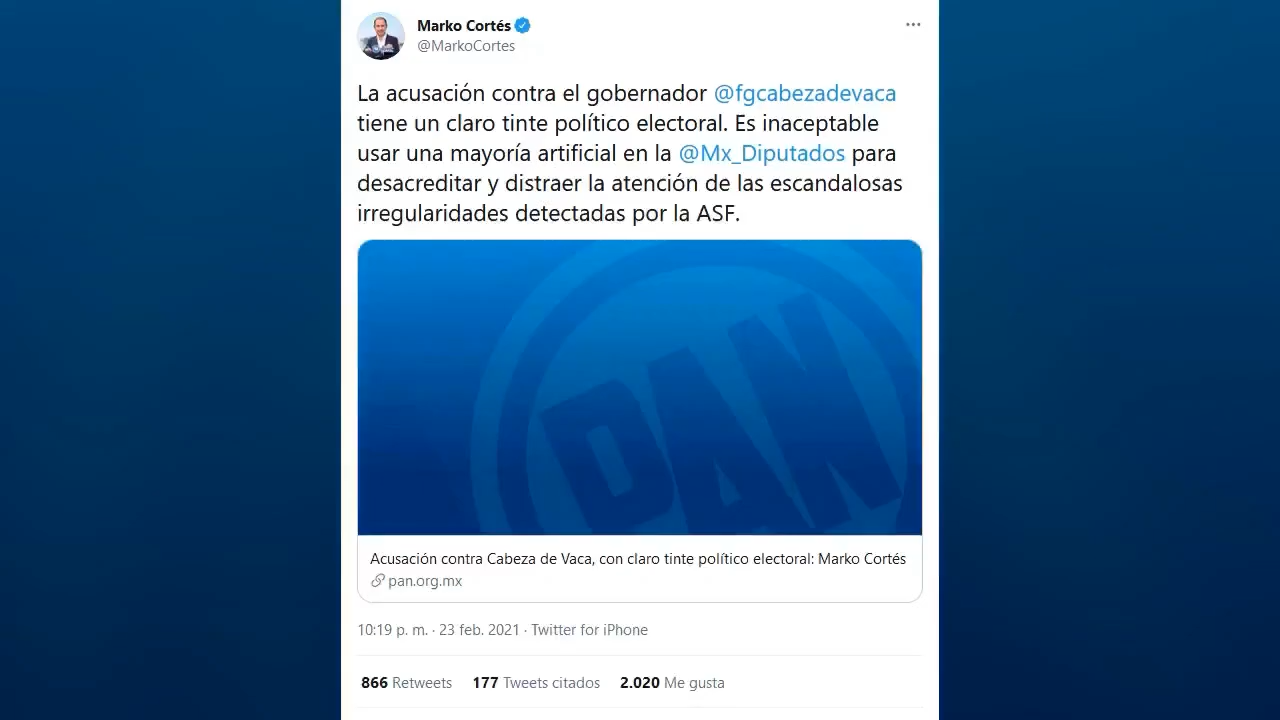 Marko Cortés
@MarkoCortes
La acusación contra el gobernador @fgcabezadevaca
tiene un claro tinte político electoral. Es inaceptable
usar una mayoría artificial en la @Mx_Diputados para
desacreditar y distraer la atención de las escandalosas
irregularidades detectadas por la ASF.
PAN
Acusación contra Cabeza de Vaca, con claro tinte político electoral: Marko Cortés
pan.org.mx
10:19 p. m. · 23 feb. 2021 · Twitter for iPhone
866 Retweets 177 Tweets citados 2.020 Me gusta